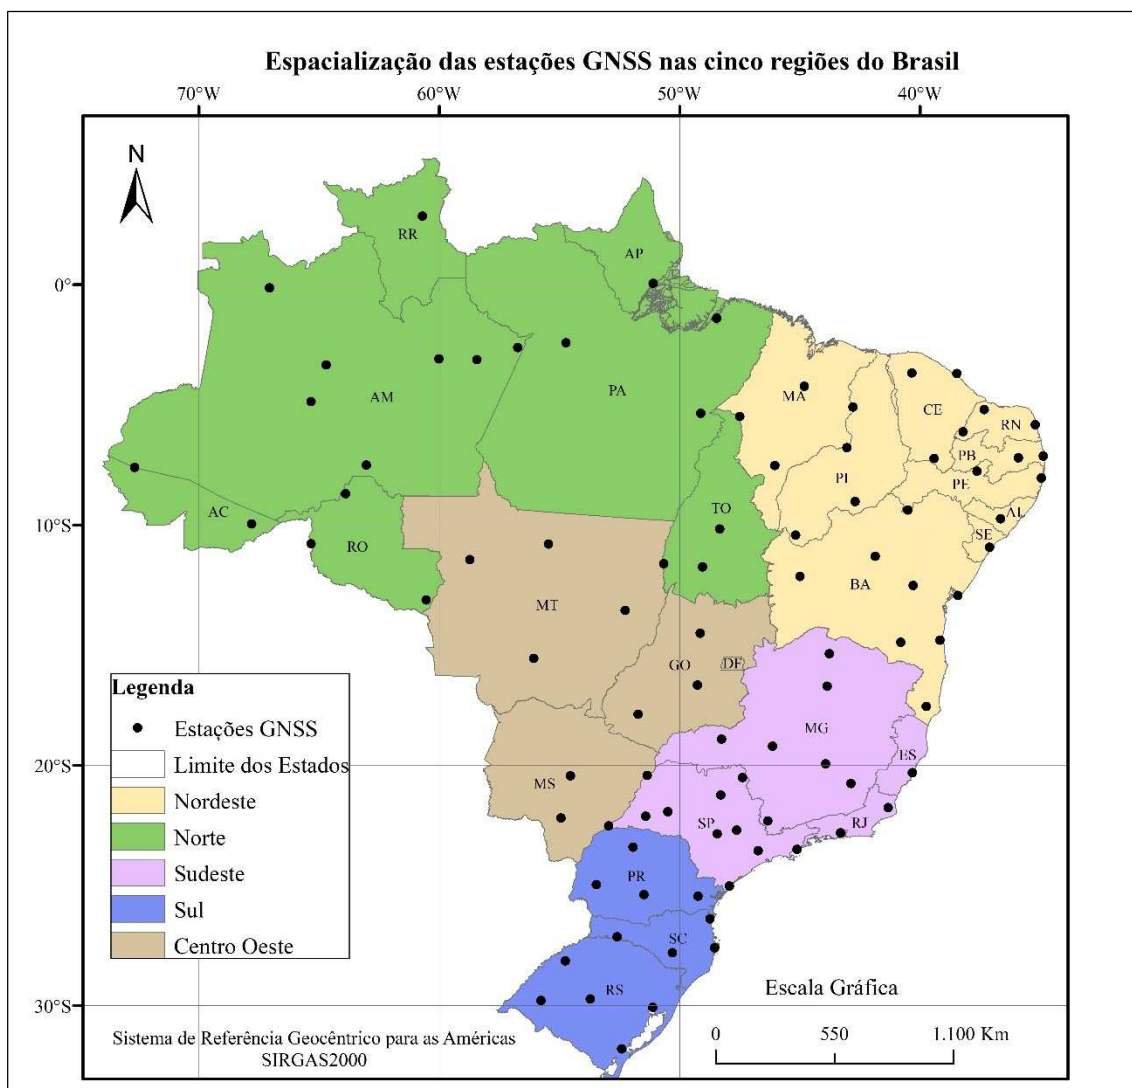 Espacialização das estações GNSS nas cinco regiões do Brasil
70°W 60°W 50°W 40°W
N
RR
AP
0°
AM
PA
MA
CE
RN
PB
PI
PE
AC
TO
AL
10°S
SE
RO
BA
MT
GO
DF
Legenda
Estações GNSS
MG
ES
Limite dos Estados
20°S
MS
Nordeste
SP
RJ
Norte
Sudeste
PR
Sul
SC
Centro Oeste
RS
Escala Gráfica
30°S
Sistema de Referência Geocêntrico para as Américas
SIRGAS2000
0 550 1.100 Km